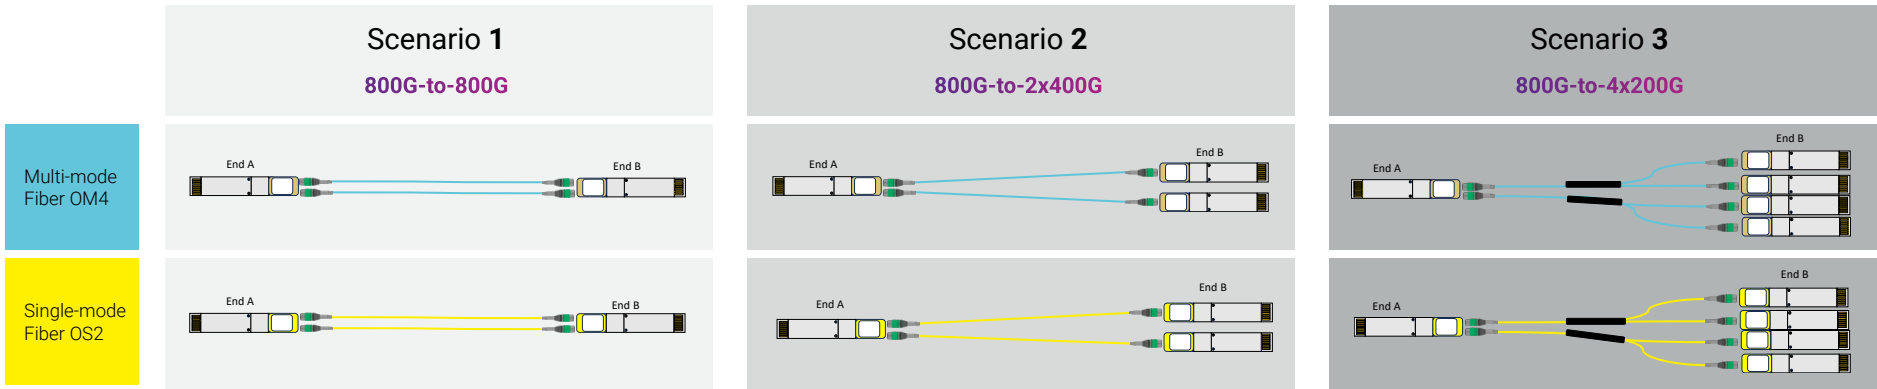 Scenario 1
800G-to-800G
Scenario 2
800G-to-2x400G
Scenario 3
800G-to-4x200G
Multi-mode
Fiber OM4
End A
End B
End A
End B
End A
End B
Single-mode
Fiber OS2
End A
End B
End A
End B
End A
End B